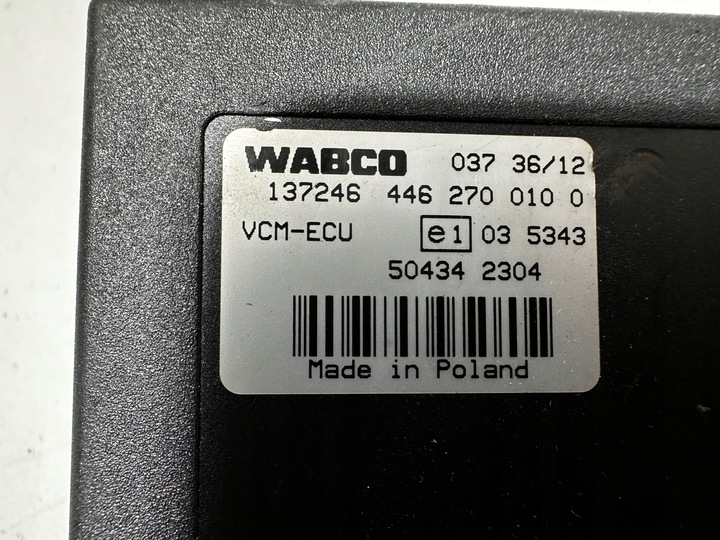 WABCO 037 36/12
137246 446 270 010 0
VCM-ECU e1 03 5343
50434 2304
Made in Poland